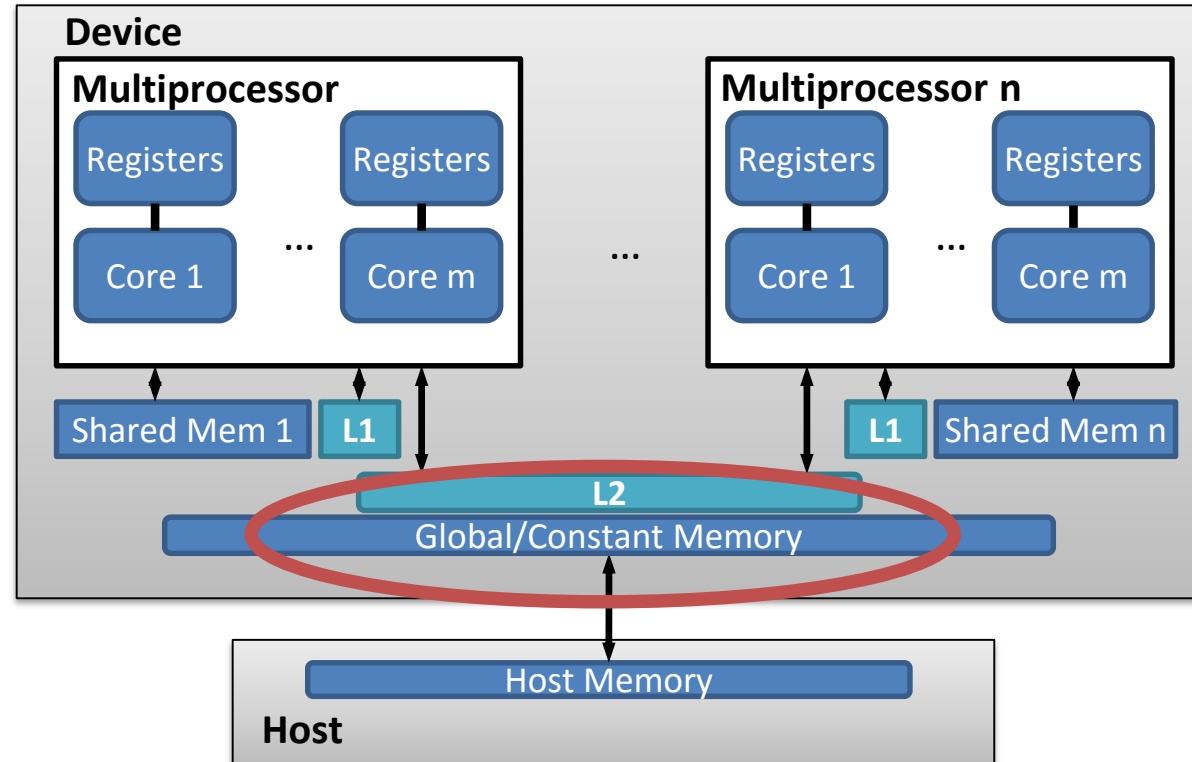 Device
Multiprocessor
Multiprocessor n
Registers
Registers
Registers
Registers
...
...
...
Core 1
Core m
Core 1
Core m
Shared Mem 1
L1
L1
Shared Mem n
L2
Global/Constant Memory
Host Memory
Host